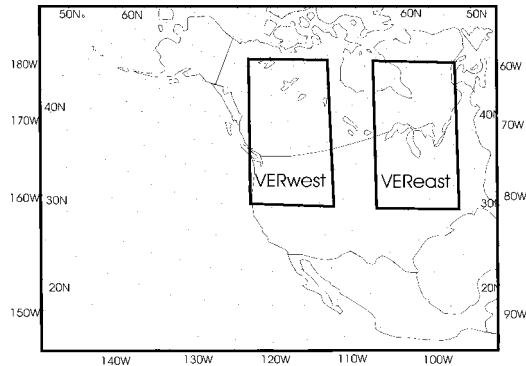 50N 60N 60N 50N
180W 60W
40N 40N
170W 70W
VERwest VEReast
160W 30N 30N 80W
20N 20N
150W 90W
140W 130W 120W 110W 100W